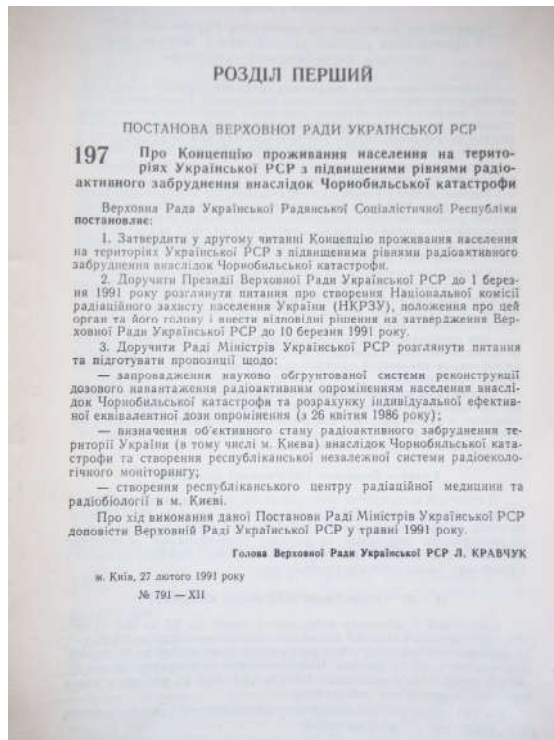 РОЗДІЛ ПЕРШИЙ
ПОСТАНОВА ВЕРХОВНОЇ РАДИ УКРАЇНСЬКОЇ РСР
197 Про Концепцію проживання населення на терито-
ріях Української РСР з підвищеними рівнями радіо-
активного забруднення внаслідок Чорнобильської катастрофи
Верховна Рада Української Радянської Соціалістичної Республіки
постановляє:
1. Затвердити у другому читанні Концепцію проживання населення
на територіях Української РСР з підвищеними рівнями радіоактивного
забруднення внаслідок Чорнобильської катастрофи.
2. Доручити Президії Верховної Ради Української РСР до 1 берез-
ня 1991 року розглянути питання про створення Національної комісії
радіаційного захисту населення України (НКРЗУ), положення про цей
орган та його голову і внести відповідні рішення на затвердження Вер-
ховної Ради Української РСР до 10 березня 1991 року.
3. Доручити Раді Міністрів Української РСР розглянути питання
та підготувати пропозиції щодо:
— запровадження науково обгрунтованої системи реконструкції
дозового навантаження радіоактивним опроміненням населення внаслі-
док Чорнобильської катастрофи та розрахунку індивідуальної ефектив-
ної еквівалентної дози опромінення (з 26 квітня 1986 року);
— визначення об'єктивного стану радіоактивного забруднення те-
риторії України (в тому числі м. Києва) внаслідок Чорнобильської ката-
строфи та створення республіканської незалежної системи радіоеколо-
гічного моніторингу;
— створення республіканського центру радіаційної медицини та
радіобіології в м. Києві.
Про хід виконання даної Постанови Раді Міністрів Української РСР
доповісти Верховній Раді Української РСР у травні 1991 року.
Голова Верховної Ради Української РСР Л. КРАВЧУК
м. Київ, 27 лютого 1991 року
№ 791—XII